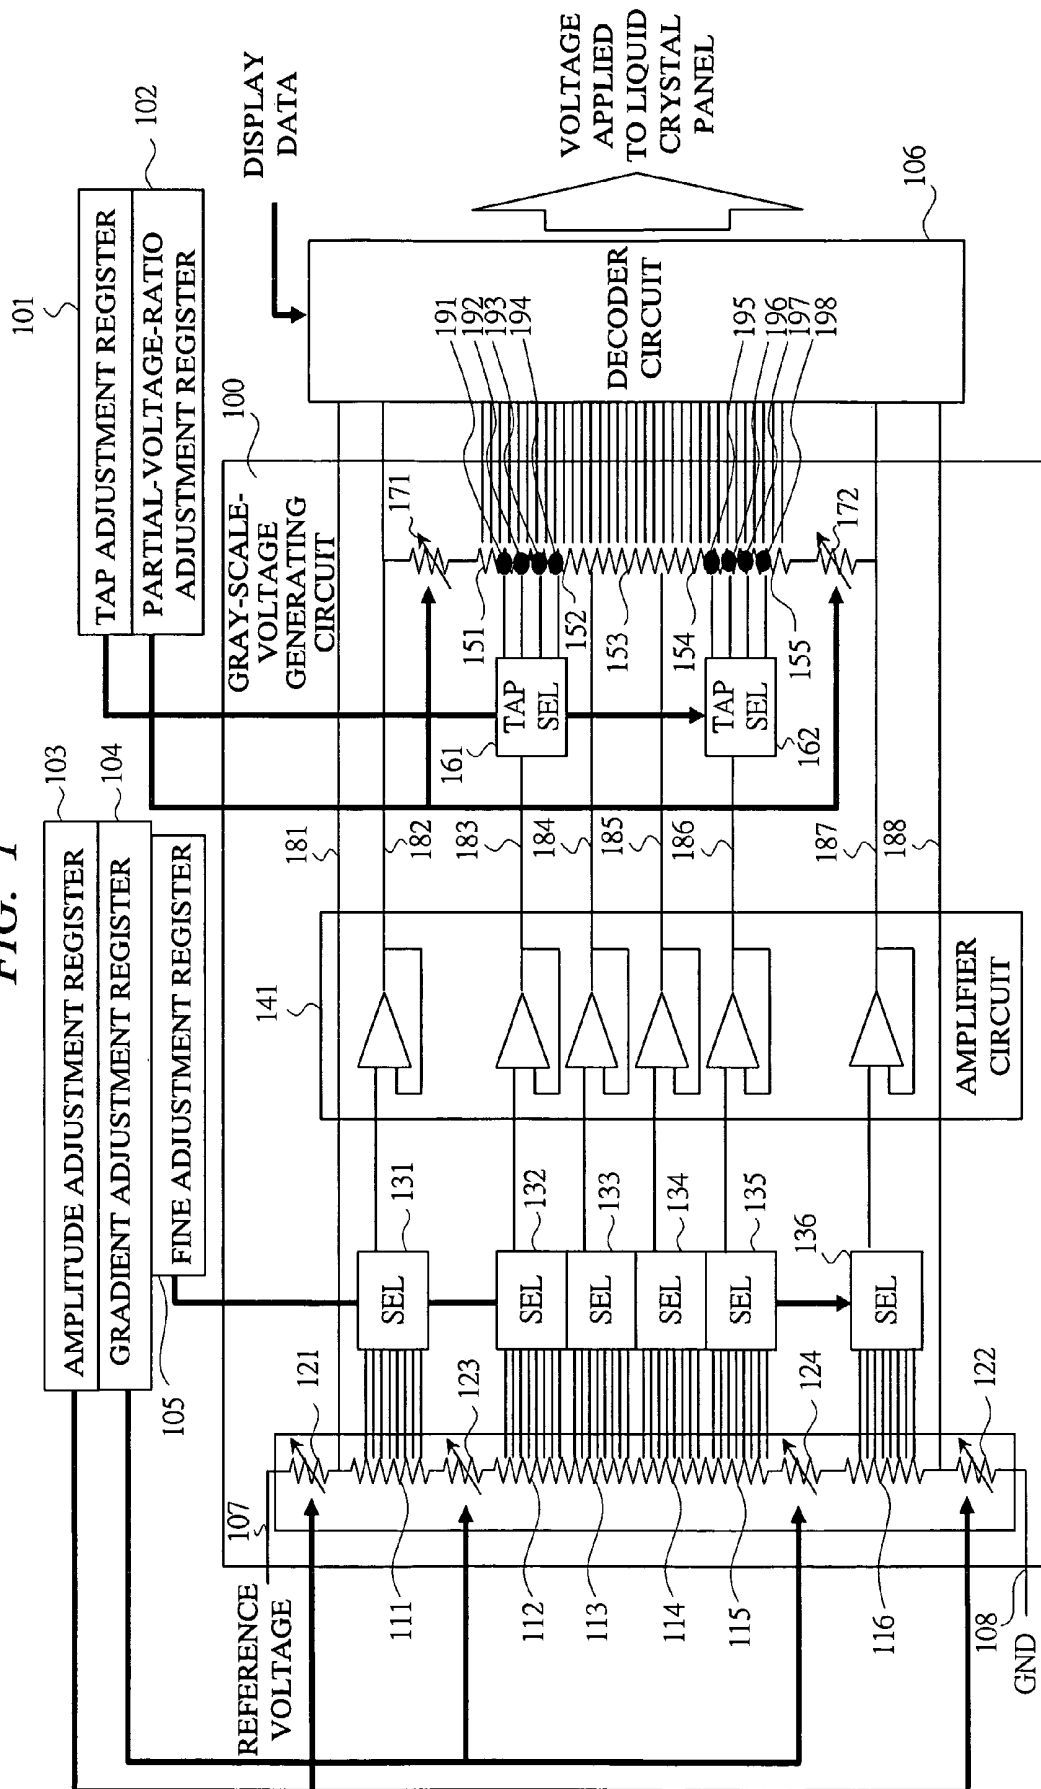 FIG. 1
103
AMPLITUDE ADJUSTMENT REGISTER
104
GRADIENT ADJUSTMENT REGISTER
105
FINE ADJUSTMENT REGISTER
101
TAP ADJUSTMENT REGISTER
102
PARTIAL-VOLTAGE-RATIO
ADJUSTMENT REGISTER
DISPLAY
DATA
100
GRAY-SCALE-
VOLTAGE
GENERATING
CIRCUIT
REFERENCE
VOLTAGE
107
121
111
123
112
113
114
115
124
116
122
108
GND
SEL
131
SEL
132
SEL
133
SEL
134
SEL
135
SEL
136
141
AMPLIFIER
CIRCUIT
181
182
183
184
185
186
187
188
TAP
SEL
161
TAP
SEL
162
171
151
152
153
154
155
172
191
192
193
194
195
196
197
198
DECODER
CIRCUIT
106
VOLTAGE
APPLIED
TO LIQUID
CRYSTAL
PANEL